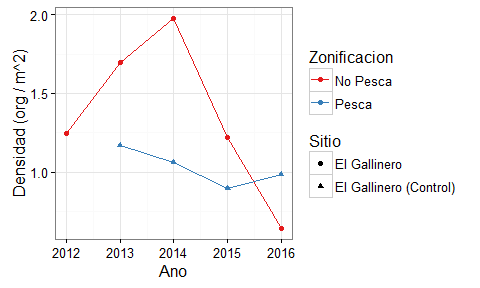 2.0
1.5
1.0
Densidad (org / m^2)
2012 2013 2014 2015 2016
Ano
Zonificacion
No Pesca
Pesca
Sitio
El Gallinero
El Gallinero (Control)